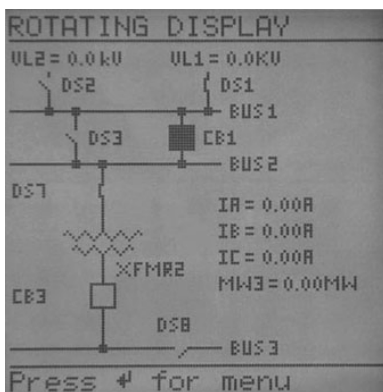 ROTATING DISPLAY
VL2 = 0.0kV VL1 = 0.0KV
DS2 DS1
BUS1
DS3 CB1
BUS2
DS7
IA = 0.00A
IB = 0.00A
IC = 0.00A
XFMR2
MW3 = 0.00MW
CB3
DS8
BUS3
Press ↵ for menu